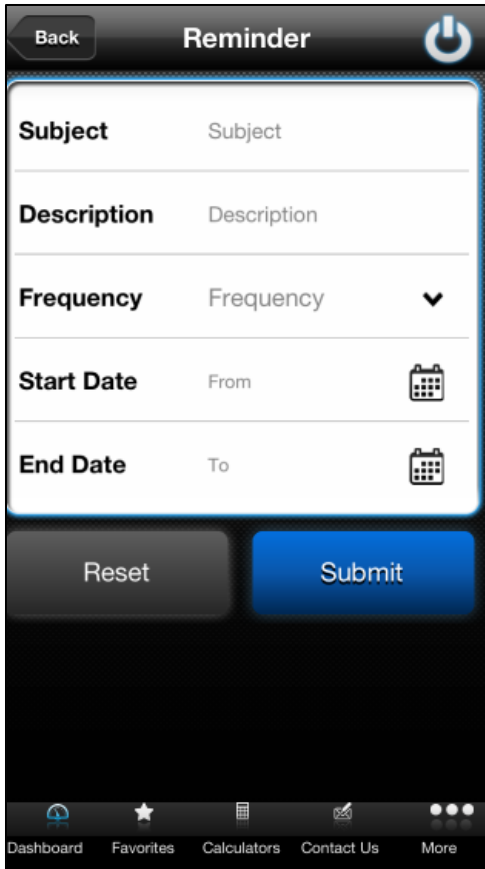 Back Reminder
Subject Subject
Description Description
Frequency Frequency
Start Date From
End Date To
Reset Submit
Dashboard Favorites Calculators Contact Us More